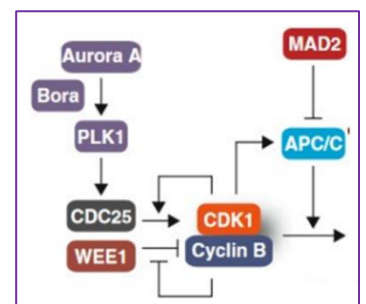 MAD2
Aurora A
Bora
PLK1
APC/C
CDC25
CDK1
WEE1
Cyclin B